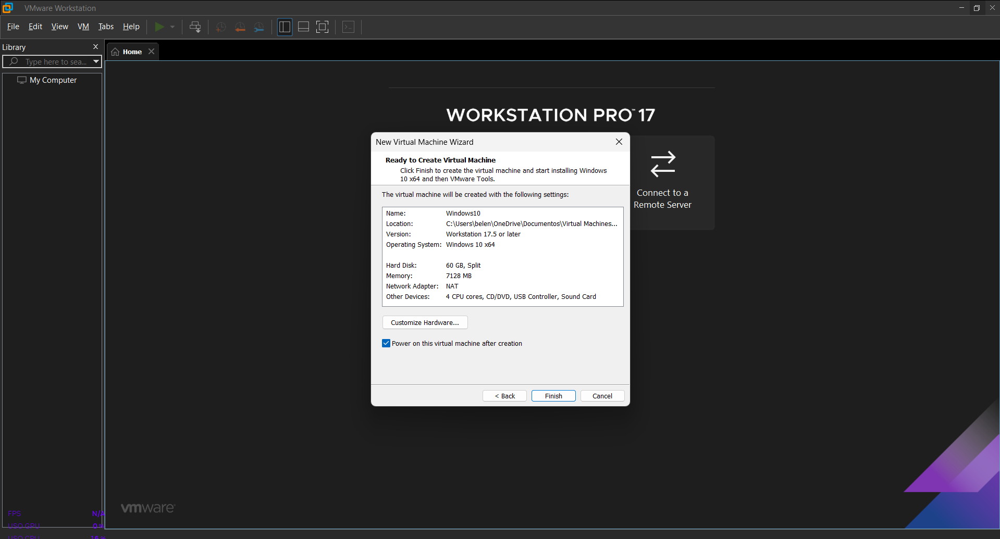 VMware Workstation
File Edit View VM Tabs Help
Library
Type here to sea...
My Computer
Home
WORKSTATION PRO™ 17
Connect to a
Remote Server
New Virtual Machine Wizard
Ready to Create Virtual Machine
Click Finish to create the virtual machine and start installing Windows
10 x64 and then VMware Tools.
The virtual machine will be created with the following settings:
Name: Windows10
Location: C:\Users\belen\OneDrive\Documentos\Virtual Machines...
Version: Workstation 17.5 or later
Operating System: Windows 10 x64
Hard Disk: 60 GB, Split
Memory: 7128 MB
Network Adapter: NAT
Other Devices: 4 CPU cores, CD/DVD, USB Controller, Sound Card
Customize Hardware...
Power on this virtual machine after creation
< Back Finish Cancel
vmware
FPS N/A
USO GPU 0 %